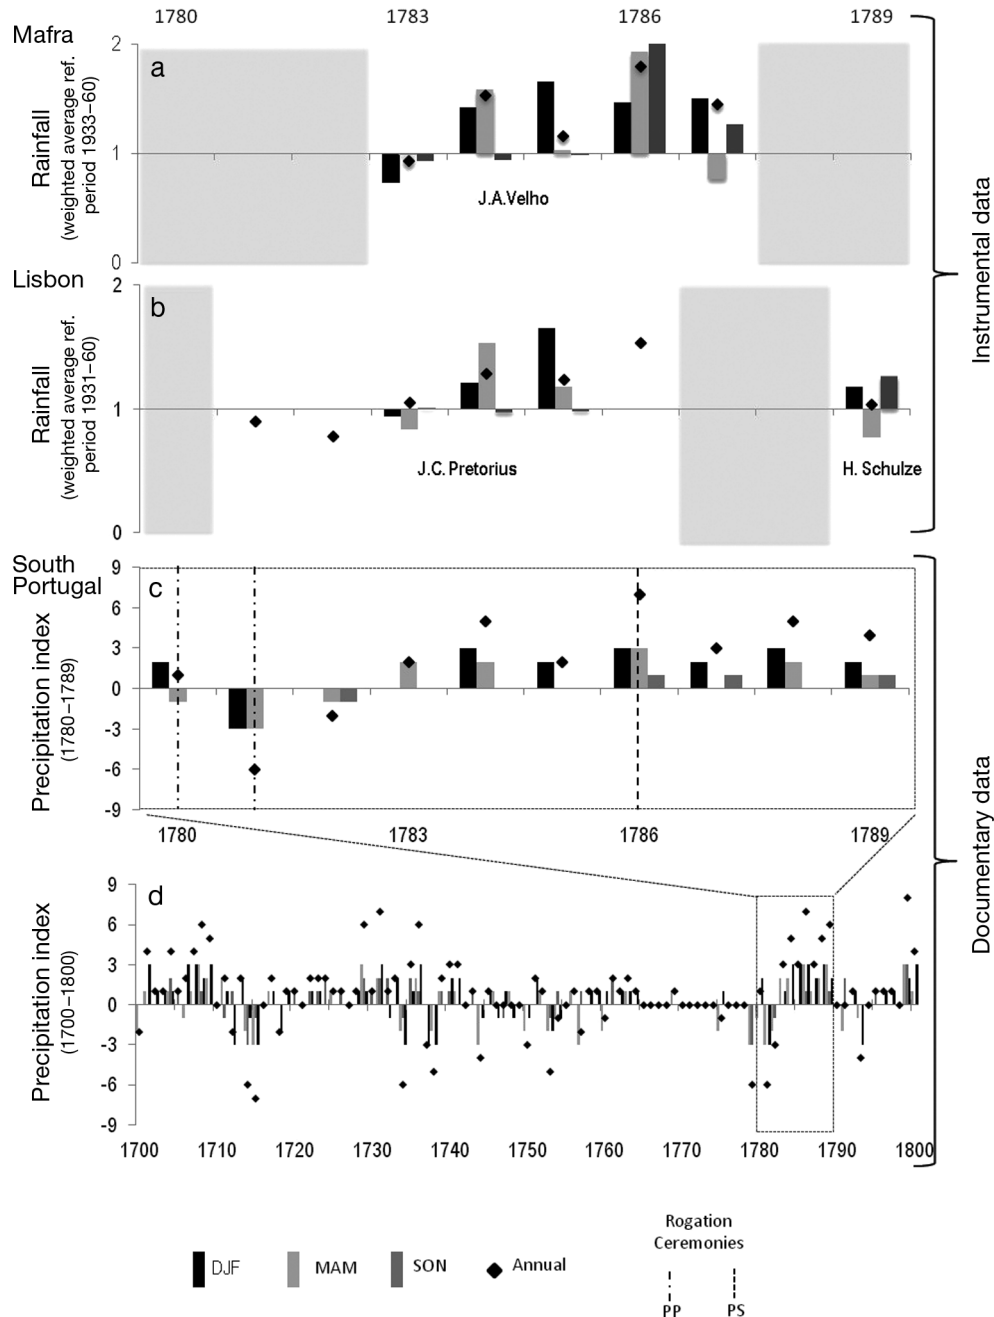 1780 1783 1786 1789
Mafra
a
2
1
0
Rainfall
(weighted average ref.
period 1933–60)
J.A.Velho
Lisbon
b
2
1
0
Rainfall
(weighted average ref.
period 1931–60)
J.C. Pretorius
H. Schulze
Instrumental data
South
Portugal
c
9
6
3
0
-3
-6
-9
Precipitation index
(1780–1789)
1780 1783 1786 1789
d
9
6
3
0
-3
-6
-9
Precipitation index
(1700–1800)
1700 1710 1720 1730 1740 1750 1760 1770 1780 1790 1800
Documentary data
Rogation
Ceremonies
DJF MAM SON Annual
PP PS